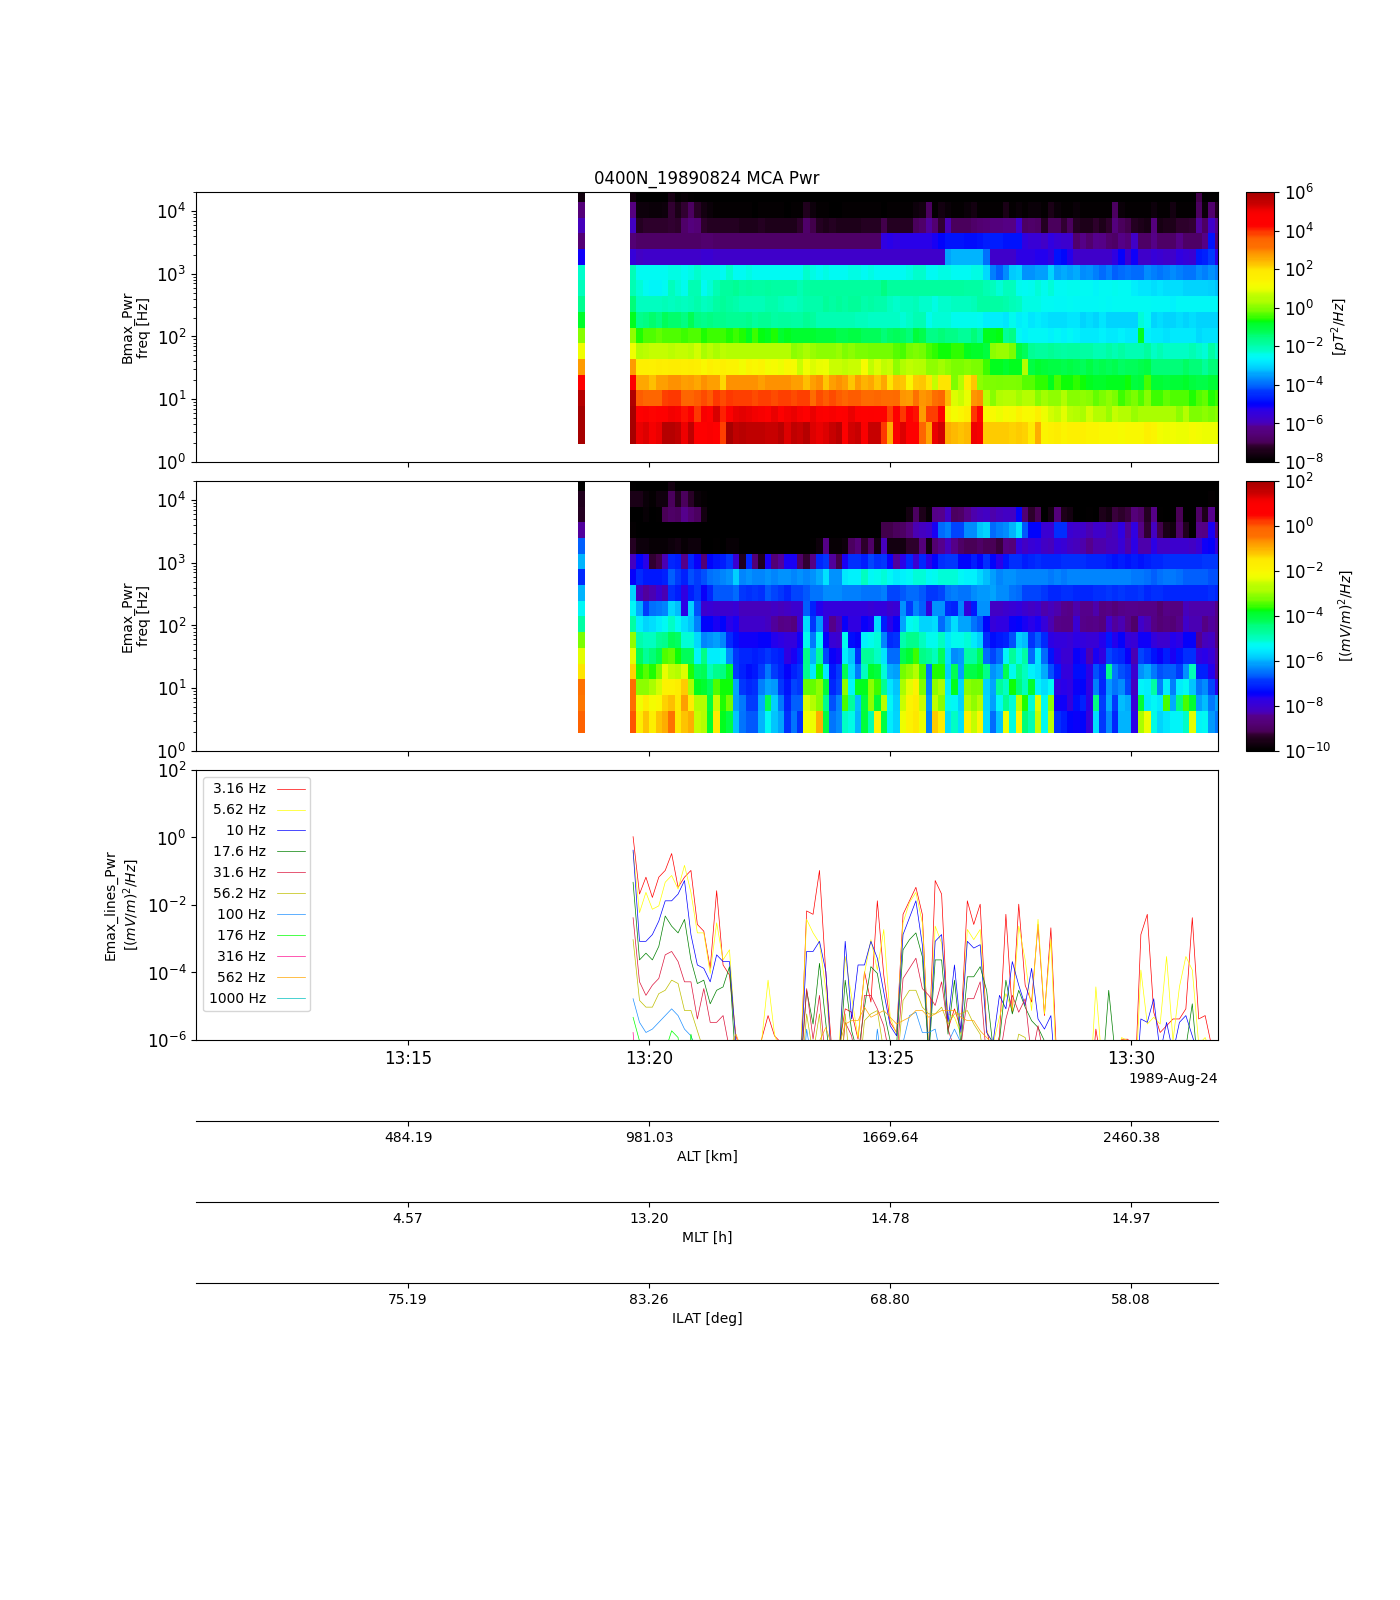 0400N_19890824 MCA Pwr
10^4
10^3
10^2
10^1
10^0
Bmax_Pwr
freq [Hz]
10^6
10^4
10^2
10^0
10^-2
10^-4
10^-6
10^-8
[pT^2/Hz]
10^4
10^3
10^2
10^1
10^0
Emax_Pwr
freq [Hz]
10^2
10^0
10^-2
10^-4
10^-6
10^-8
10^-10
[(mV/m)^2/Hz]
10^2
10^0
10^-2
10^-4
10^-6
Emax_lines_Pwr
[(mV/m)^2/Hz]
3.16 Hz
5.62 Hz
10 Hz
17.6 Hz
31.6 Hz
56.2 Hz
100 Hz
176 Hz
316 Hz
562 Hz
1000 Hz
13:15 13:20 13:25 13:30
1989-Aug-24
484.19 981.03 1669.64 2460.38
ALT [km]
4.57 13.20 14.78 14.97
MLT [h]
75.19 83.26 68.80 58.08
ILAT [deg]